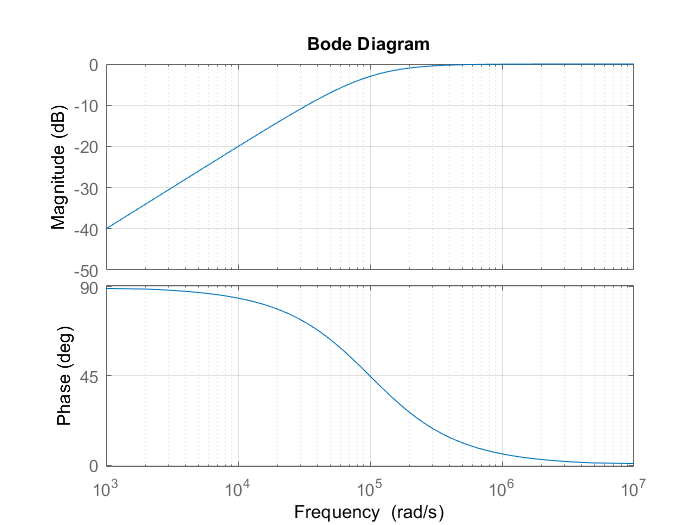 Bode Diagram
Magnitude (dB)
0
-10
-20
-30
-40
-50
Phase (deg)
90
45
0
10^3 10^4 10^5 10^6 10^7
Frequency (rad/s)